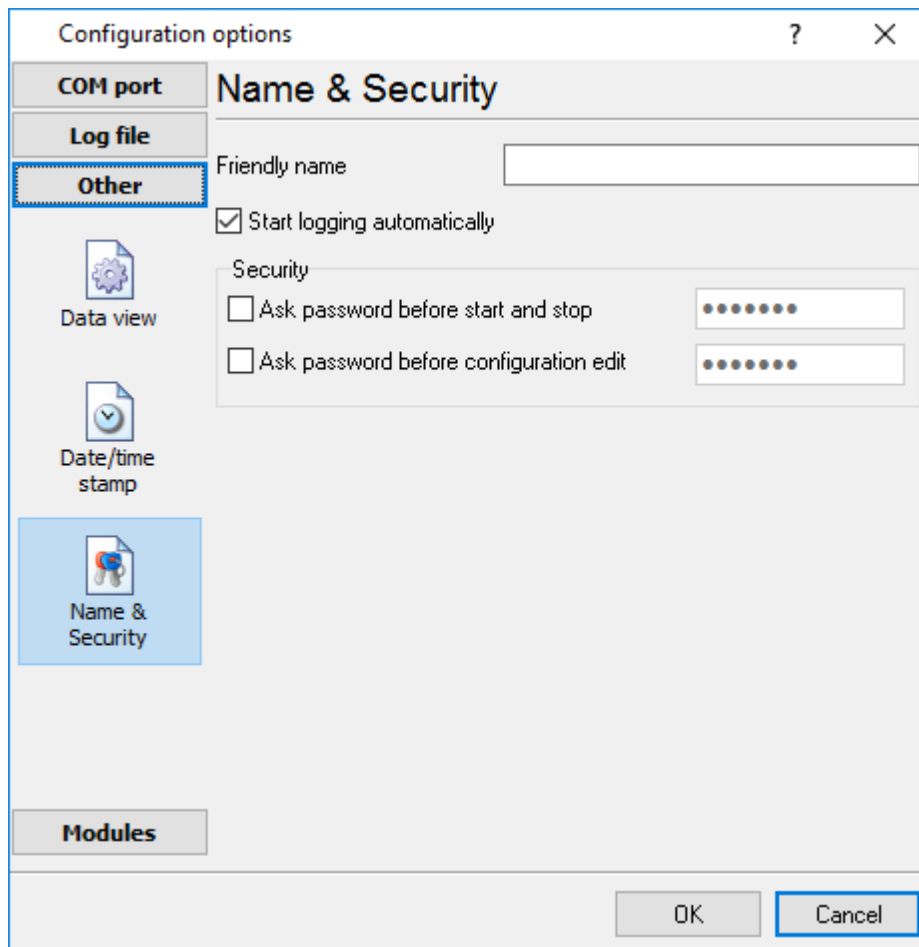 Configuration options
?
COM port
Log file
Other
Data view
Date/time
stamp
Name &
Security
Modules
Name & Security
Friendly name
Start logging automatically
Security
Ask password before start and stop
•••••••
Ask password before configuration edit
•••••••
OK
Cancel